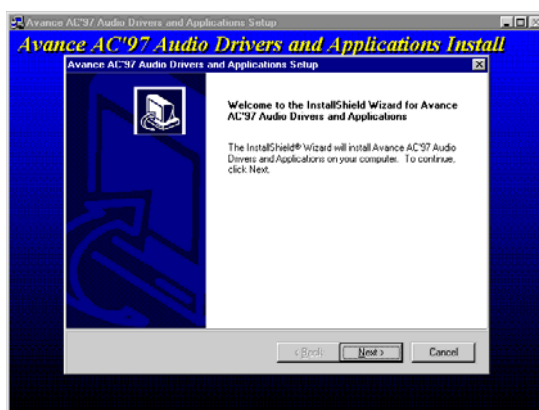 Avance AC'97 Audio Drivers and Applications Setup
Avance AC'97 Audio Drivers and Applications Install
Avance AC'97 Audio Drivers and Applications Setup
Welcome to the InstallShield Wizard for Avance
AC'97 Audio Drivers and Applications
The InstallShield® Wizard will install Avance AC'97 Audio
Drivers and Applications on your computer. To continue,
click Next.
< Back Next > Cancel